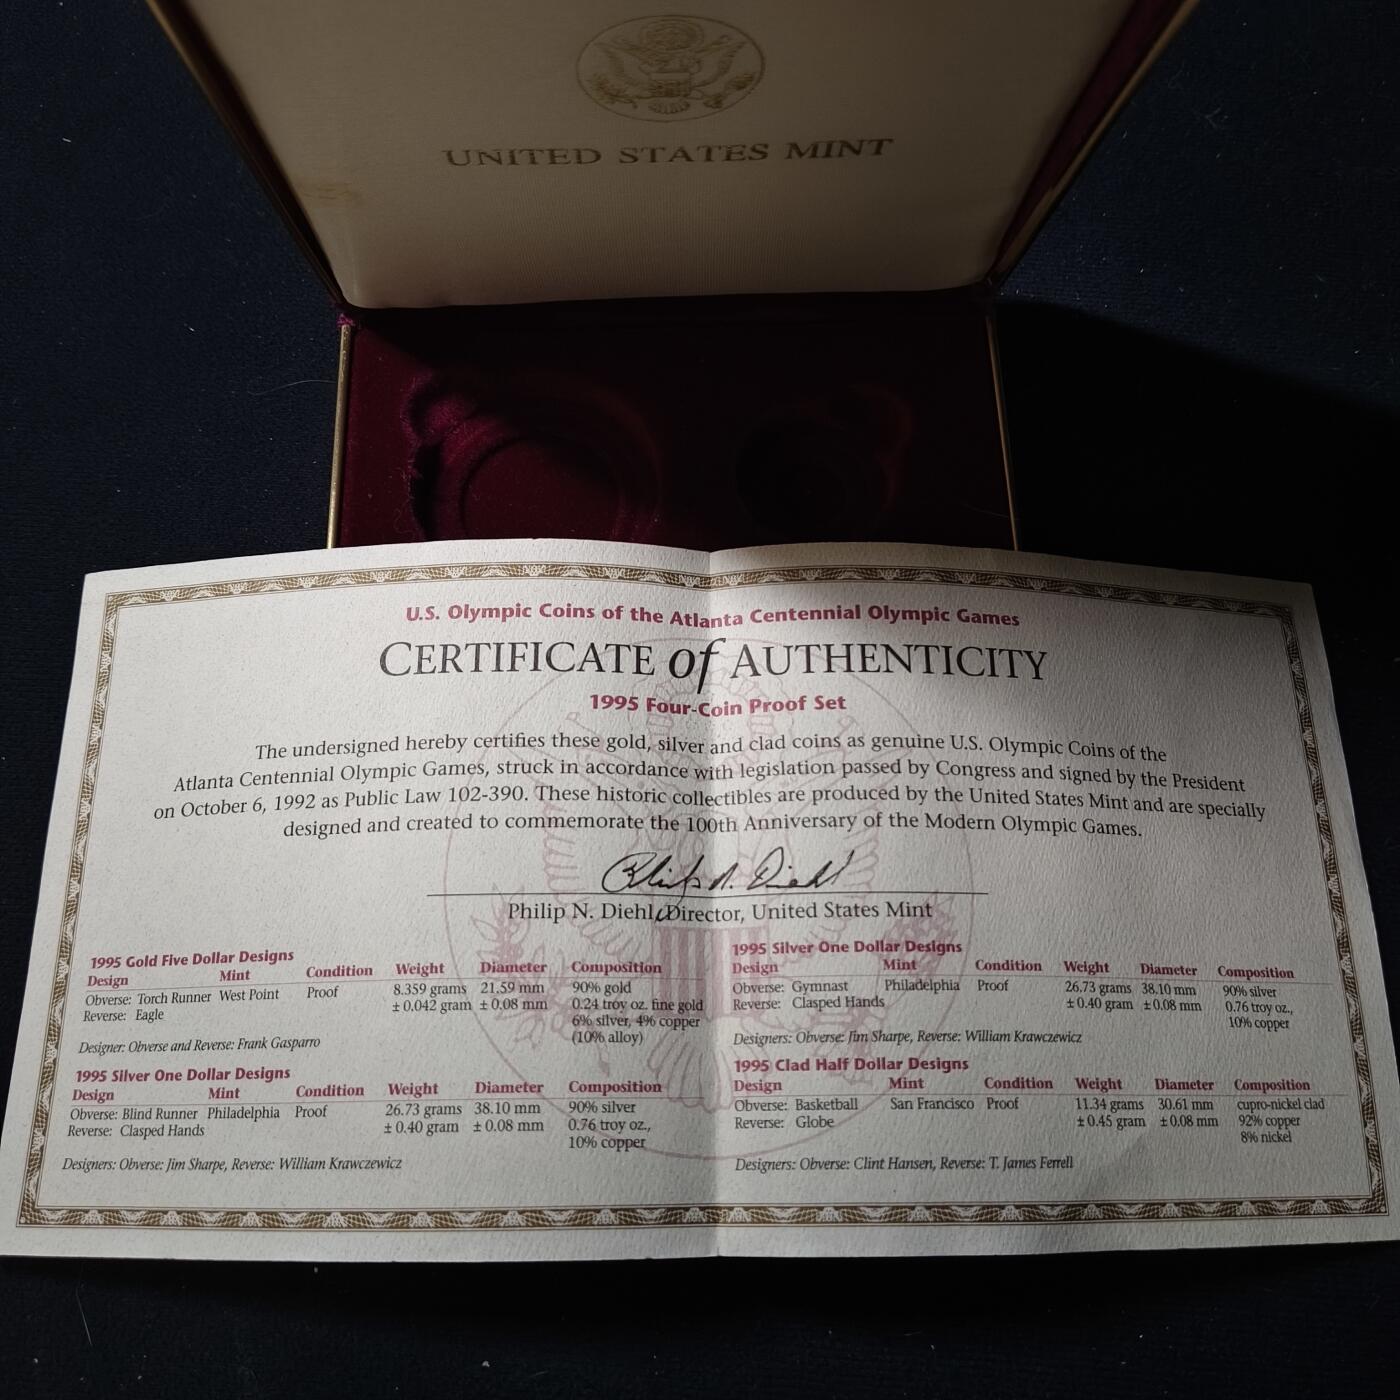 UNITED STATES MINT
U.S. Olympic Coins of the Atlanta Centennial Olympic Games
CERTIFICATE of AUTHENTICITY
1995 Four-Coin Proof Set
The undersigned hereby certifies these gold, silver and clad coins as genuine U.S. Olympic Coins of the
Atlanta Centennial Olympic Games, struck in accordance with legislation passed by Congress and signed by the President
on October 6, 1992 as Public Law 102-390. These historic collectibles are produced by the United States Mint and are specially
designed and created to commemorate the 100th Anniversary of the Modern Olympic Games.
Philip N. Diehl
Philip N. Diehl, Director, United States Mint
1995 Gold Five Dollar Designs
Design Mint Condition Weight Diameter Composition
Obverse: Torch Runner West Point Proof 8.359 grams 21.59 mm 90% gold
Reverse: Eagle ± 0.042 gram ± 0.08 mm 0.24 troy oz. fine gold
6% silver, 4% copper
(10% alloy)
Designer: Obverse and Reverse: Frank Gasparro
1995 Silver One Dollar Designs
Design Mint Condition Weight Diameter Composition
Obverse: Blind Runner Philadelphia Proof 26.73 grams 38.10 mm 90% silver
Reverse: Clasped Hands ± 0.40 gram ± 0.08 mm 0.76 troy oz.,
10% copper
Designers: Obverse: Jim Sharpe, Reverse: William Krawczewicz
1995 Silver One Dollar Designs
Design Mint Condition Weight Diameter Composition
Obverse: Gymnast Philadelphia Proof 26.73 grams 38.10 mm 90% silver
Reverse: Clasped Hands ± 0.40 gram ± 0.08 mm 0.76 troy oz.,
10% copper
Designers: Obverse: Jim Sharpe, Reverse: William Krawczewicz
1995 Clad Half Dollar Designs
Design Mint Condition Weight Diameter Composition
Obverse: Basketball San Francisco Proof 11.34 grams 30.61 mm cupro-nickel clad
Reverse: Globe ± 0.45 gram ± 0.08 mm 92% copper
8% nickel
Designers: Obverse: Clint Hansen, Reverse: T. James Ferrell